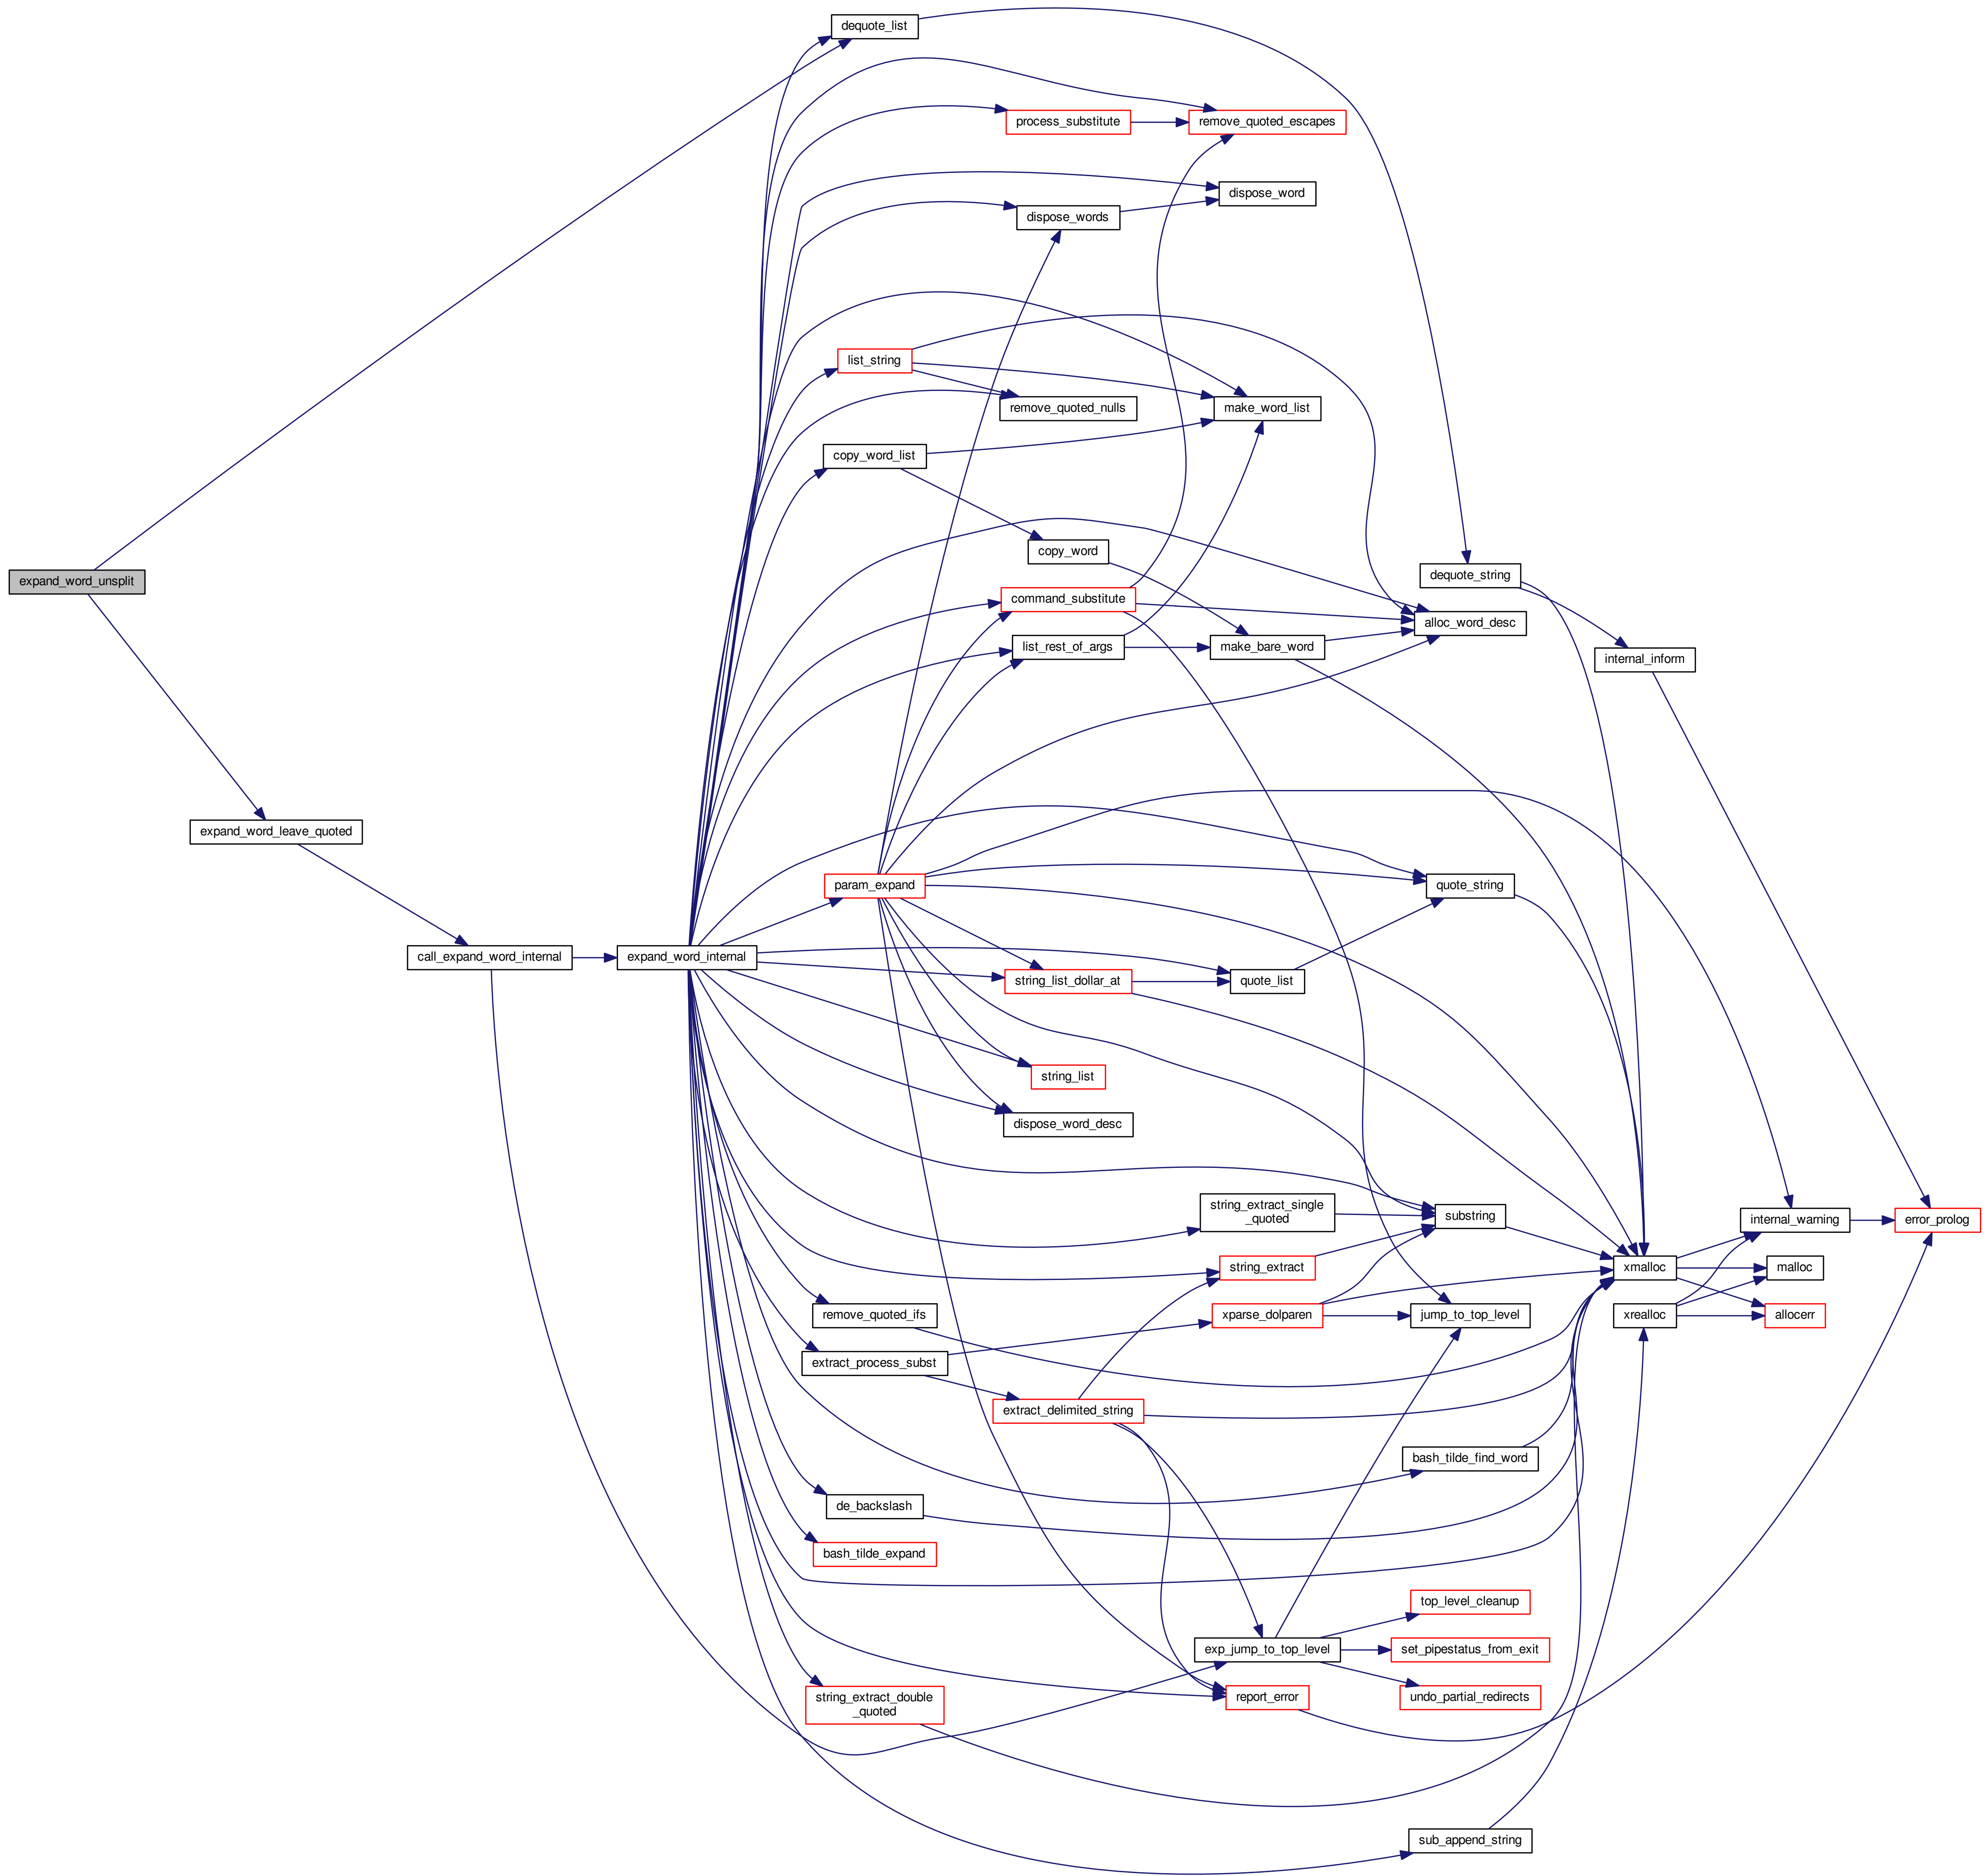 dequote_list
process_substitute
remove_quoted_escapes
dispose_word
dispose_words
list_string
remove_quoted_nulls
make_word_list
copy_word_list
copy_word
dequote_string
expand_word_unsplit
command_substitute
alloc_word_desc
list_rest_of_args
make_bare_word
internal_inform
expand_word_leave_quoted
param_expand
quote_string
call_expand_word_internal
expand_word_internal
string_list_dollar_at
quote_list
string_list
dispose_word_desc
string_extract_single
_quoted
substring
internal_warning
error_prolog
string_extract
xmalloc
malloc
remove_quoted_ifs
xparse_dolparen
jump_to_top_level
xrealloc
allocerr
extract_process_subst
extract_delimited_string
bash_tilde_find_word
de_backslash
bash_tilde_expand
top_level_cleanup
exp_jump_to_top_level
set_pipestatus_from_exit
string_extract_double
_quoted
report_error
undo_partial_redirects
sub_append_string